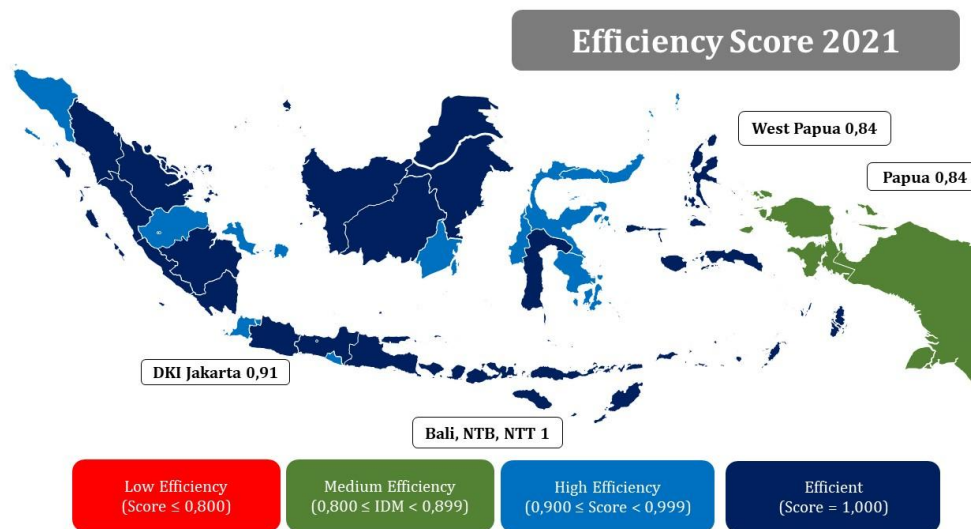 Efficiency Score 2021
West Papua 0,84
Papua 0,84
DKI Jakarta 0,91
Bali, NTB, NTT 1
Low Efficiency
(Score ≤ 0,800)
Medium Efficiency
(0,800 ≤ IDM < 0,899)
High Efficiency
(0,900 ≤ Score < 0,999)
Efficient
(Score = 1,000)